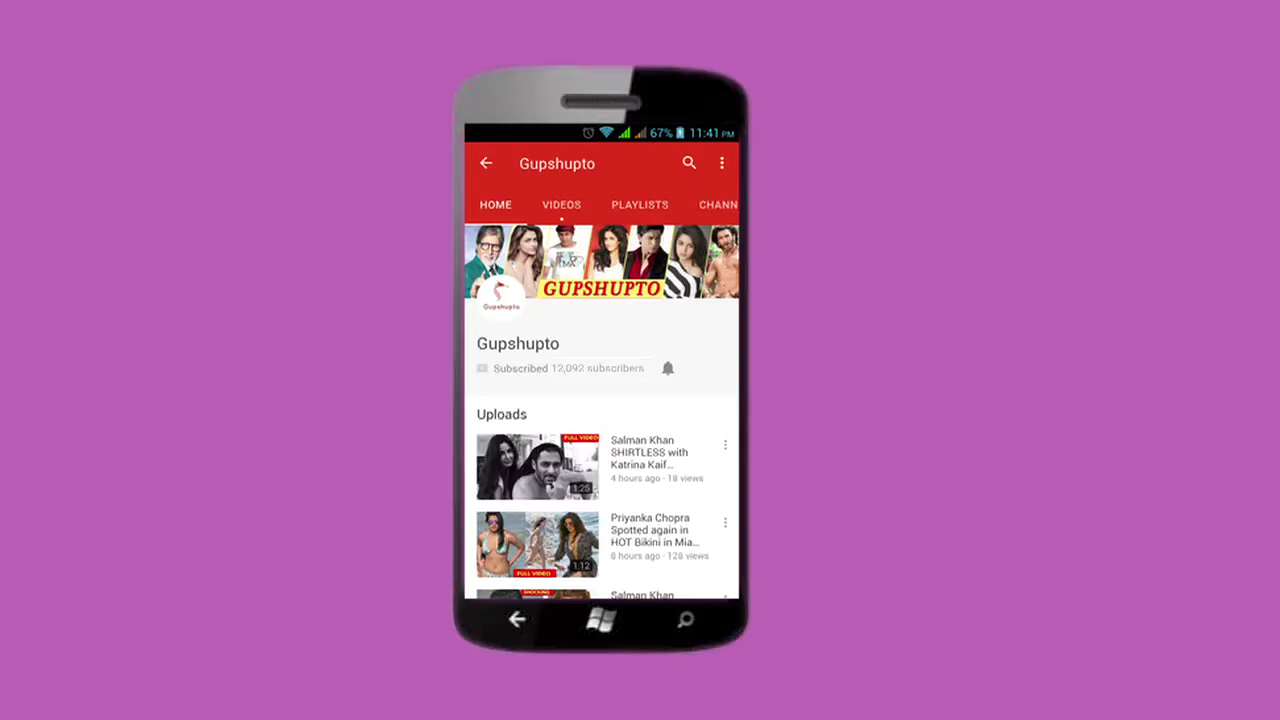 67% 11:41 PM
Gupshupto
HOME VIDEOS PLAYLISTS CHANN
GUPSHUPTO
Gupshupto
Gupshupto
Subscribed 12,092 subscribers
Uploads
FULL VIDEO
1:25
Salman Khan
SHIRTLESS with
Katrina Kaif...
4 hours ago · 18 views
FULL VIDEO
1:12
Priyanka Chopra
Spotted again in
HOT Bikini in Mia...
8 hours ago · 128 views
SHOCKING
Salman Khan